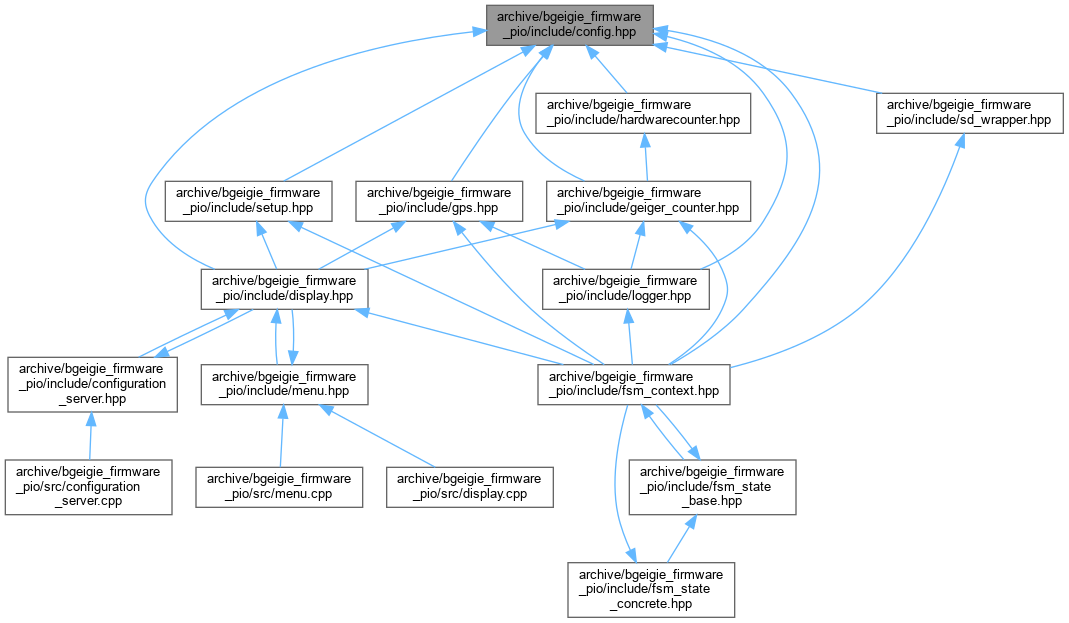 archive/bgeigie_firmware
_pio/include/config.hpp
archive/bgeigie_firmware
_pio/include/hardwarecounter.hpp
archive/bgeigie_firmware
_pio/include/sd_wrapper.hpp
archive/bgeigie_firmware
_pio/include/setup.hpp
archive/bgeigie_firmware
_pio/include/gps.hpp
archive/bgeigie_firmware
_pio/include/geiger_counter.hpp
archive/bgeigie_firmware
_pio/include/display.hpp
archive/bgeigie_firmware
_pio/include/logger.hpp
archive/bgeigie_firmware
_pio/include/configuration
_server.hpp
archive/bgeigie_firmware
_pio/include/menu.hpp
archive/bgeigie_firmware
_pio/include/fsm_context.hpp
archive/bgeigie_firmware
_pio/src/configuration
_server.cpp
archive/bgeigie_firmware
_pio/src/menu.cpp
archive/bgeigie_firmware
_pio/src/display.cpp
archive/bgeigie_firmware
_pio/include/fsm_state
_base.hpp
archive/bgeigie_firmware
_pio/include/fsm_state
_concrete.hpp